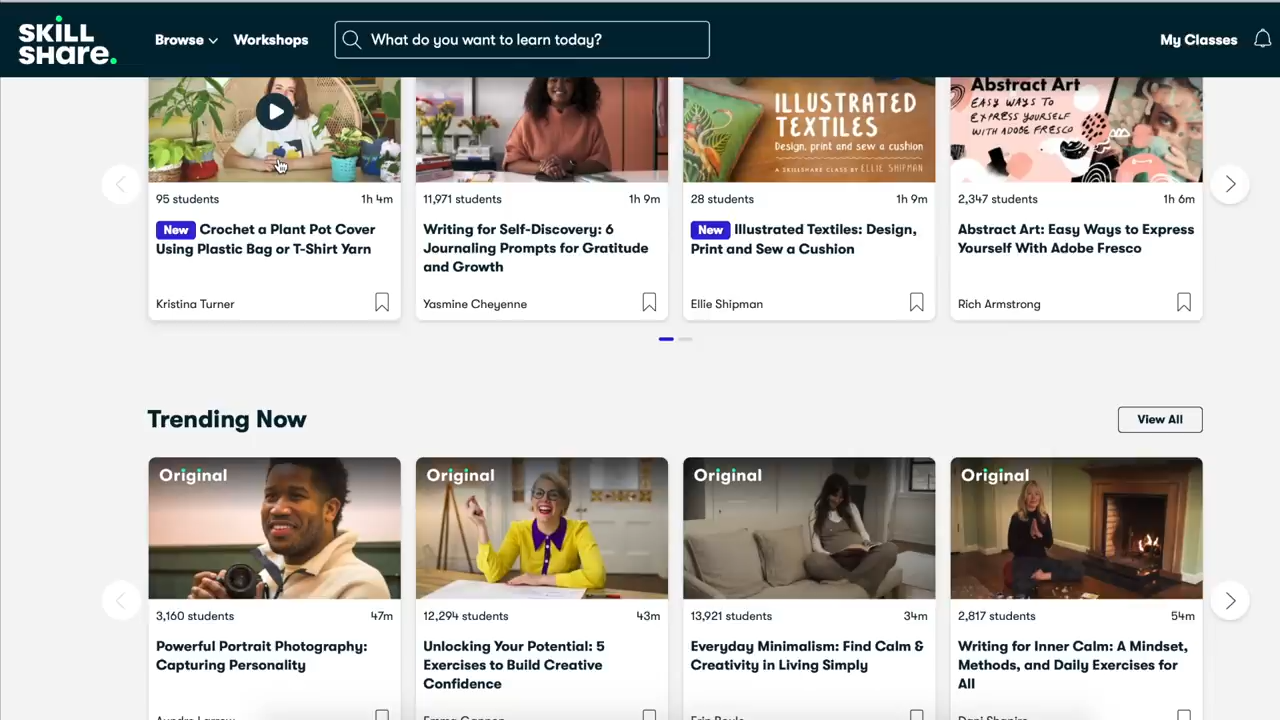 SKILL
SHARE.
Browse
Workshops
What do you want to learn today?
My Classes
ILLUSTRATED
TEXTILES
Design, print and sew a cushion
A SKILLSHARE CLASS BY ELLIE SHIPMAN
Abstract Art
EASY WAYS TO
EXPRESS YOURSELF
WITH ADOBE FRESCO
95 students 1h 4m
New Crochet a Plant Pot Cover
Using Plastic Bag or T-Shirt Yarn
Kristina Turner
11,971 students 1h 9m
Writing for Self-Discovery: 6
Journaling Prompts for Gratitude
and Growth
Yasmine Cheyenne
28 students 1h 9m
New Illustrated Textiles: Design,
Print and Sew a Cushion
Ellie Shipman
2,347 students 1h 6m
Abstract Art: Easy Ways to Express
Yourself With Adobe Fresco
Rich Armstrong
Trending Now
View All
Original
3,160 students 47m
Powerful Portrait Photography:
Capturing Personality
Original
12,294 students 43m
Unlocking Your Potential: 5
Exercises to Build Creative
Confidence
Original
13,921 students 34m
Everyday Minimalism: Find Calm &
Creativity in Living Simply
Original
2,817 students 54m
Writing for Inner Calm: A Mindset,
Methods, and Daily Exercises for
All